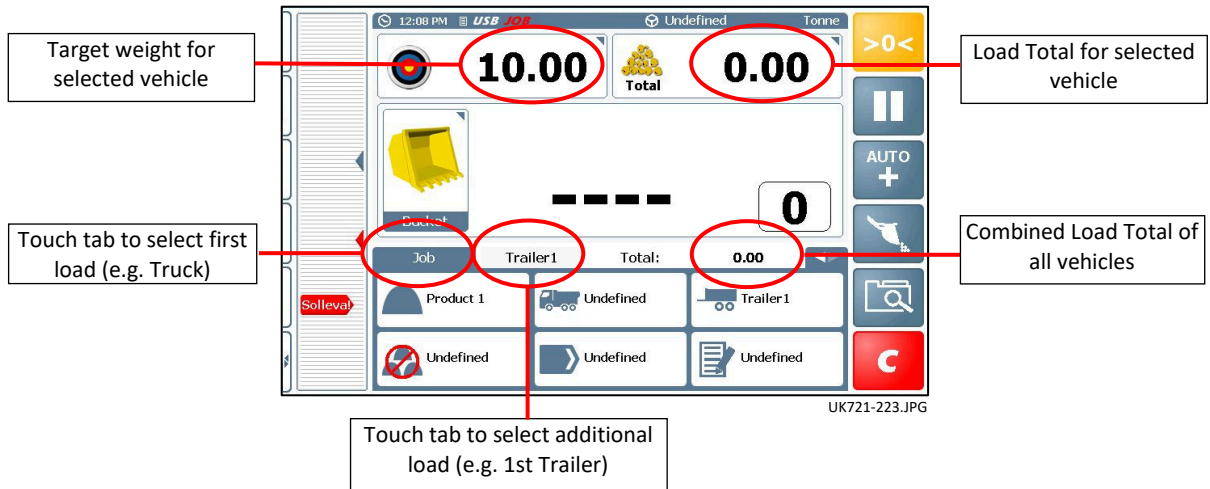 12:08 PM USB JOB Undefined Tonne
Target weight for
selected vehicle
10.00
Total
0.00
>0<
Load Total for selected
vehicle
AUTO
+
Bucket
----
0
Touch tab to select first
load (e.g. Truck)
Job Trailer1 Total: 0.00
Combined Load Total of
all vehicles
Solleva!
Product 1 Undefined Trailer1
Undefined Undefined Undefined
C
UK721-223.JPG
Touch tab to select additional
load (e.g. 1st Trailer)